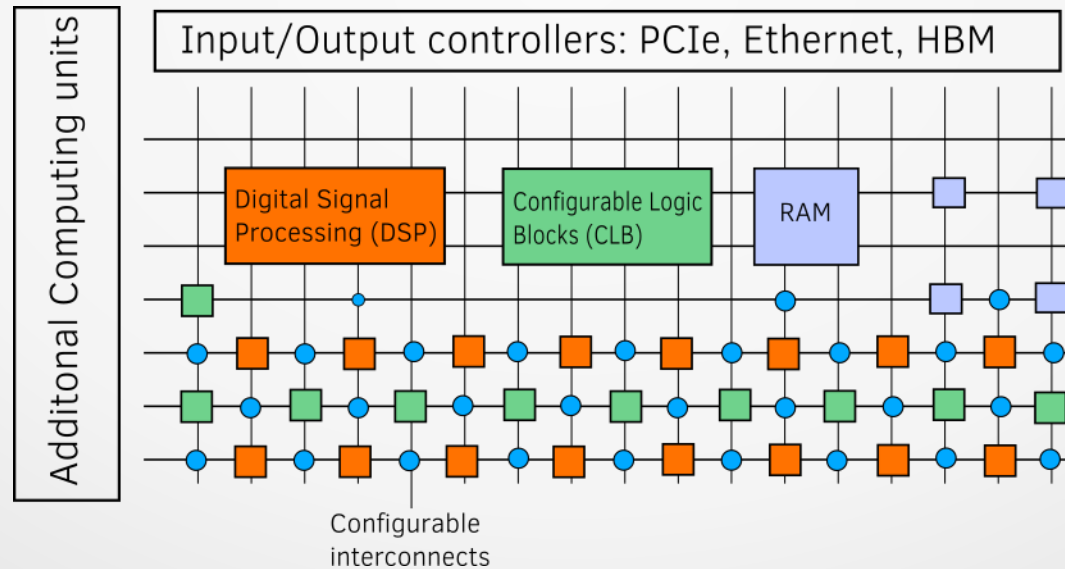 Additonal Computing units
Input/Output controllers: PCIe, Ethernet, HBM
Digital Signal
Processing (DSP)
Configurable Logic
Blocks (CLB)
RAM
Configurable
interconnects